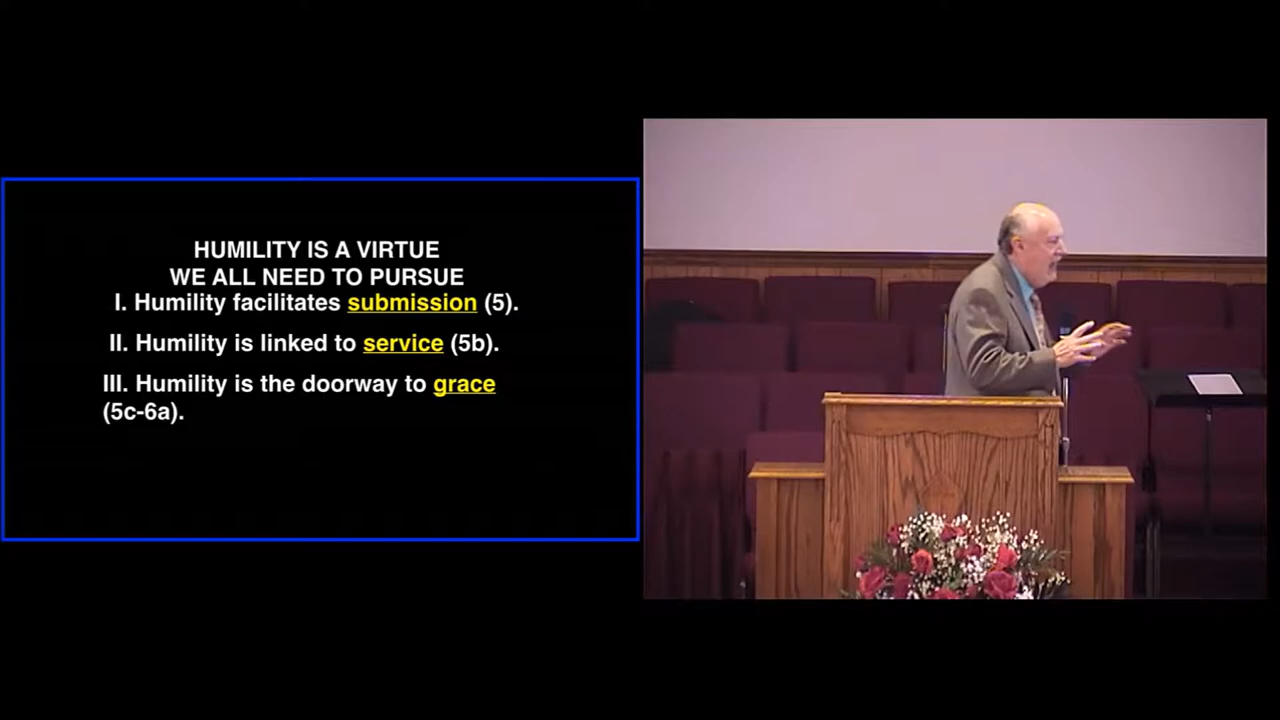 HUMILITY IS A VIRTUE
WE ALL NEED TO PURSUE
I. Humility facilitates submission (5).
II. Humility is linked to service (5b).
III. Humility is the doorway to grace
(5c-6a).